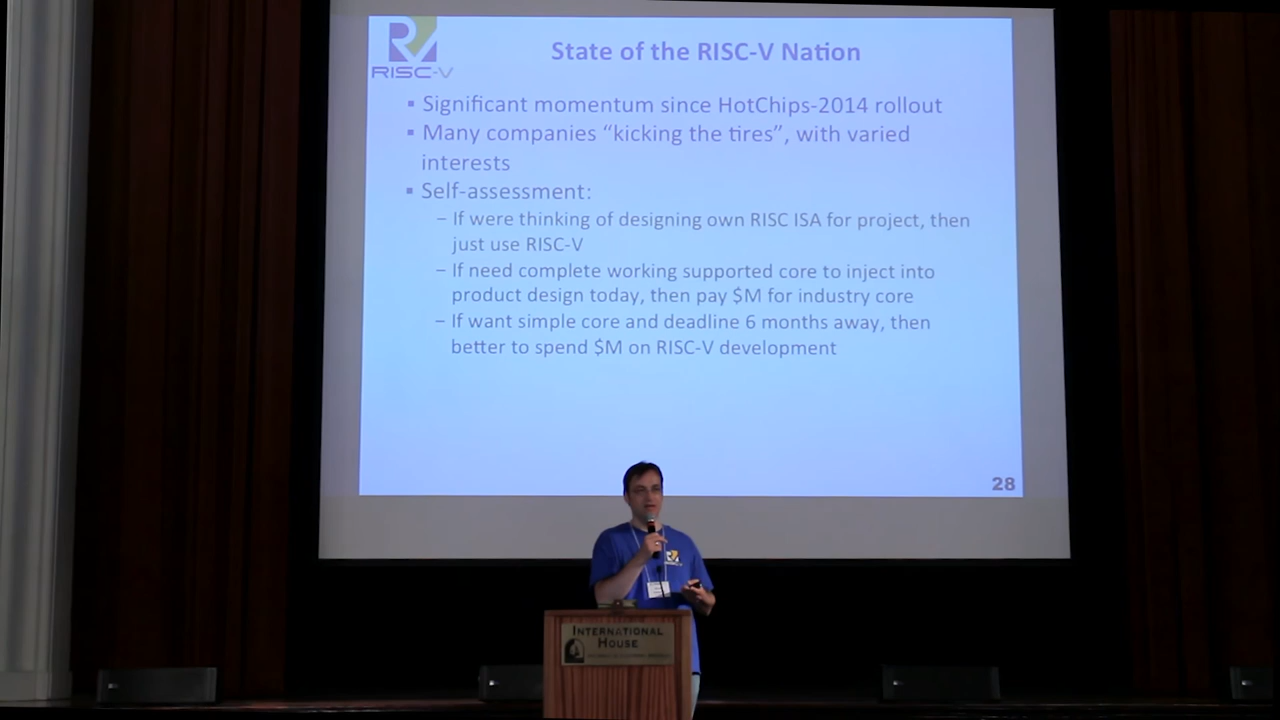 RISC-V
State of the RISC-V Nation
▪ Significant momentum since HotChips-2014 rollout
▪ Many companies “kicking the tires”, with varied
interests
▪ Self-assessment:
– If were thinking of designing own RISC ISA for project, then
just use RISC-V
– If need complete working supported core to inject into
product design today, then pay $M for industry core
– If want simple core and deadline 6 months away, then
better to spend $M on RISC-V development
28
INTERNATIONAL
HOUSE